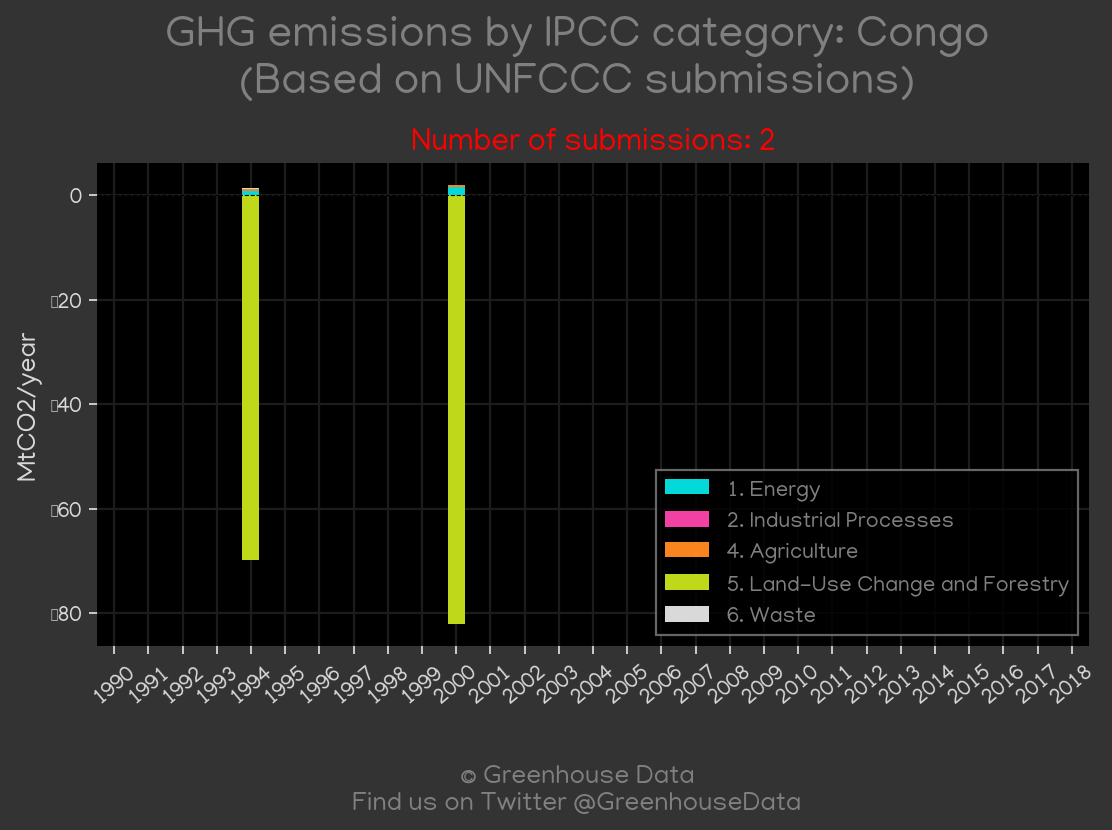 GHG emissions by IPCC category: Congo
(Based on UNFCCC submissions)
Number of submissions: 2
MtCO2/year
0
▯20
▯40
▯60
▯80
1. Energy
2. Industrial Processes
4. Agriculture
5. Land-Use Change and Forestry
6. Waste
1990 1991 1992 1993 1994 1995 1996 1997 1998 1999 2000 2001 2002 2003 2004 2005 2006 2007 2008 2009 2010 2011 2012 2013 2014 2015 2016 2017 2018
© Greenhouse Data
Find us on Twitter @GreenhouseData